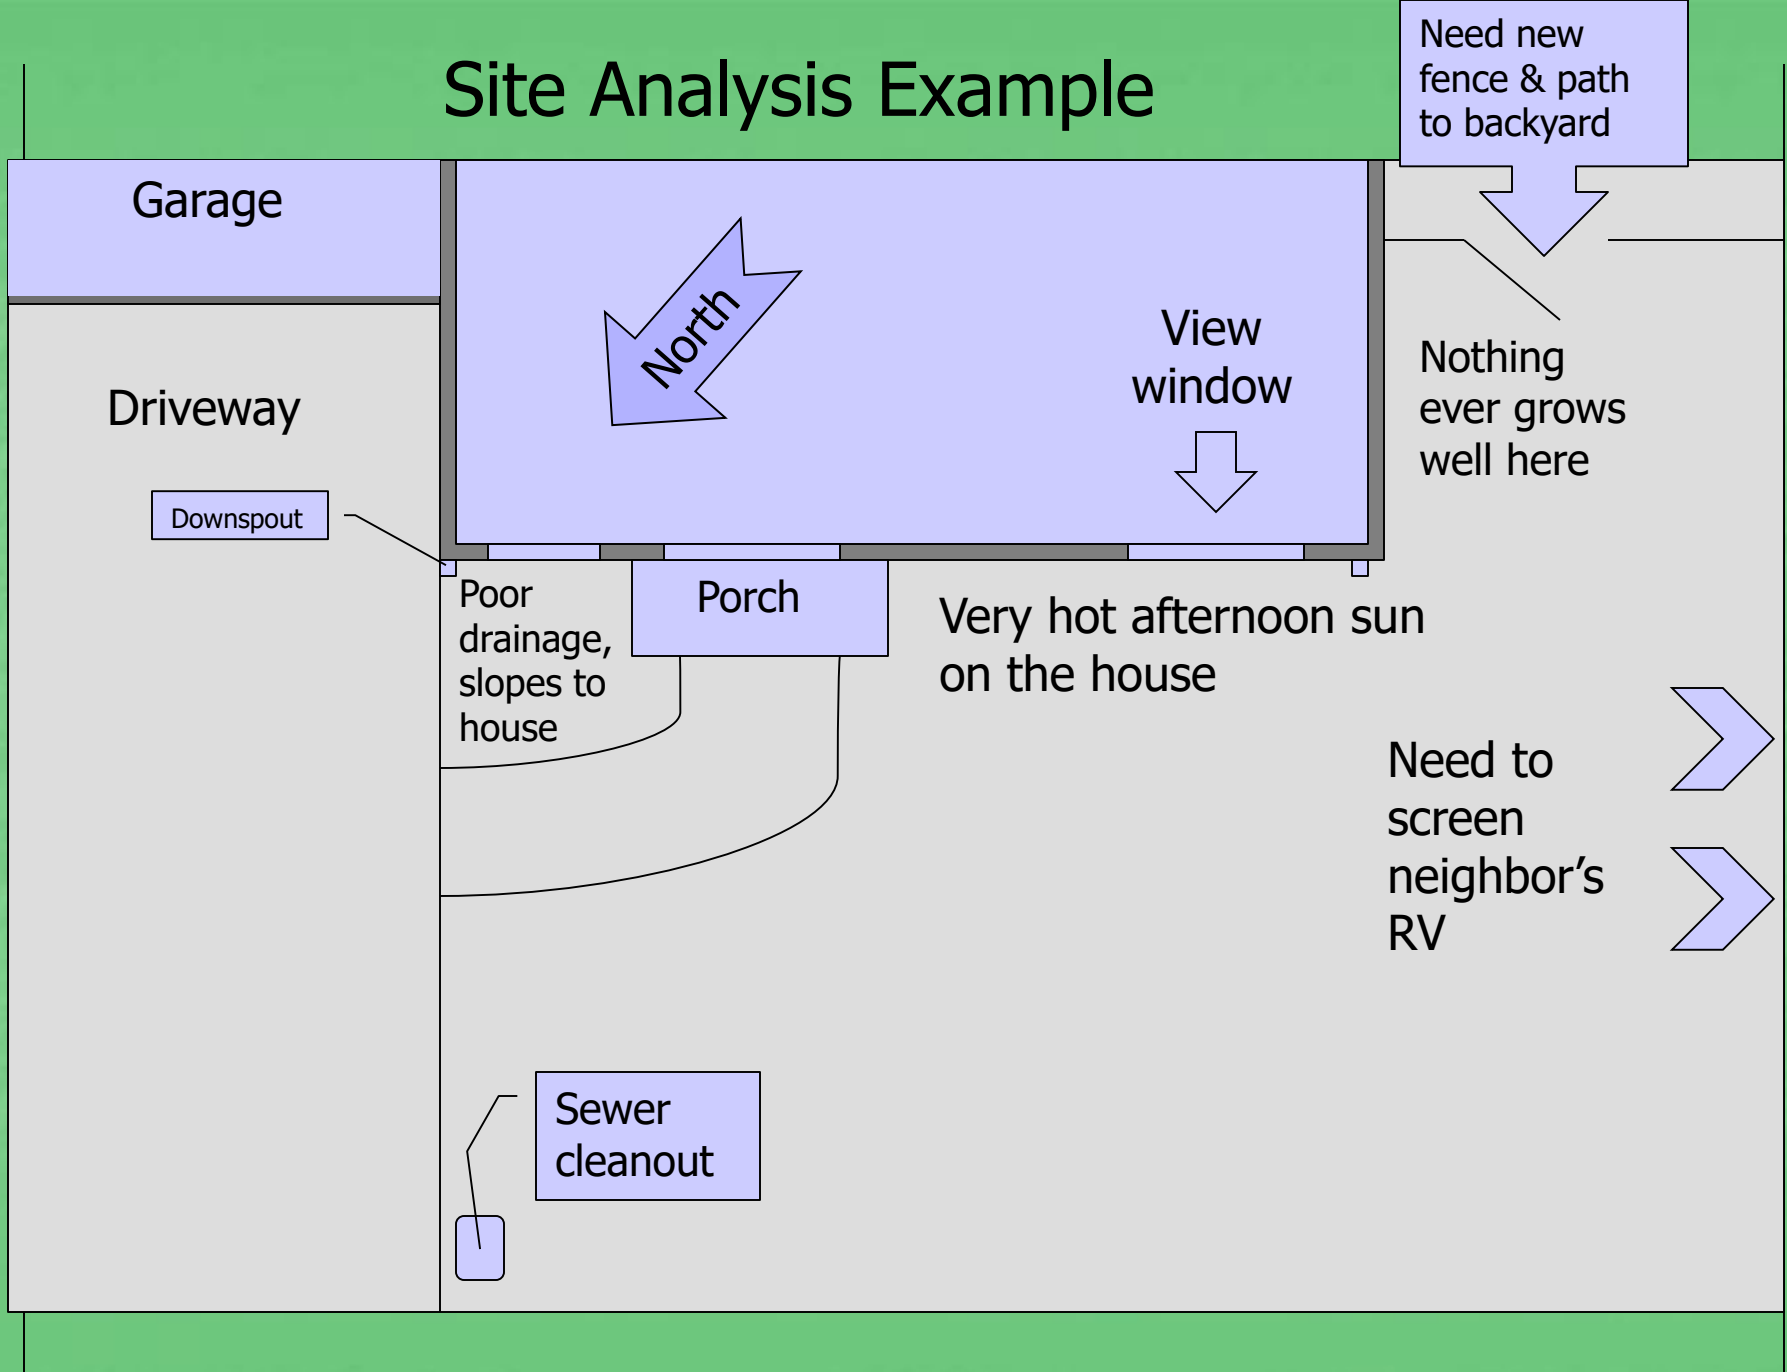 Site Analysis Example
Need new
fence & path
to backyard
Garage
North
View
window
Nothing
ever grows
well here
Driveway
Downspout
Poor
drainage,
slopes to
house
Porch
Very hot afternoon sun
on the house
Need to
screen
neighbor’s
RV
Sewer
cleanout